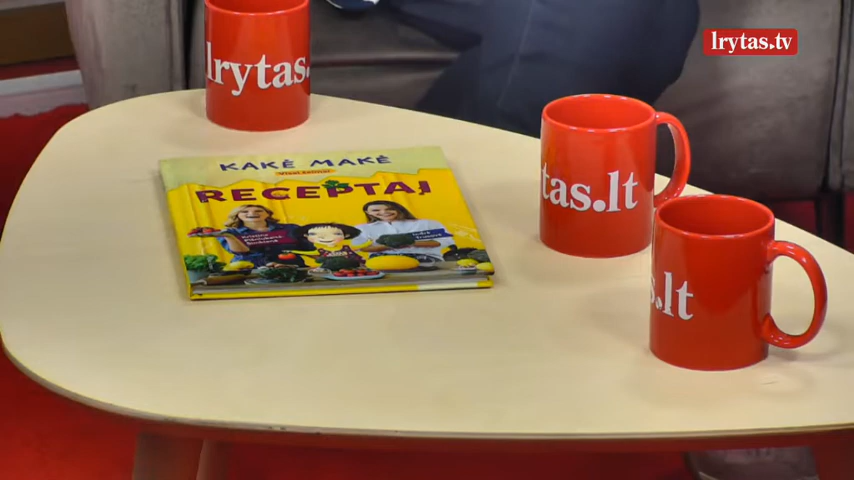 lrytas.tv
lrytas.
KAKĖ MAKĖ
RECEPTAI
tas.lt
s.lt